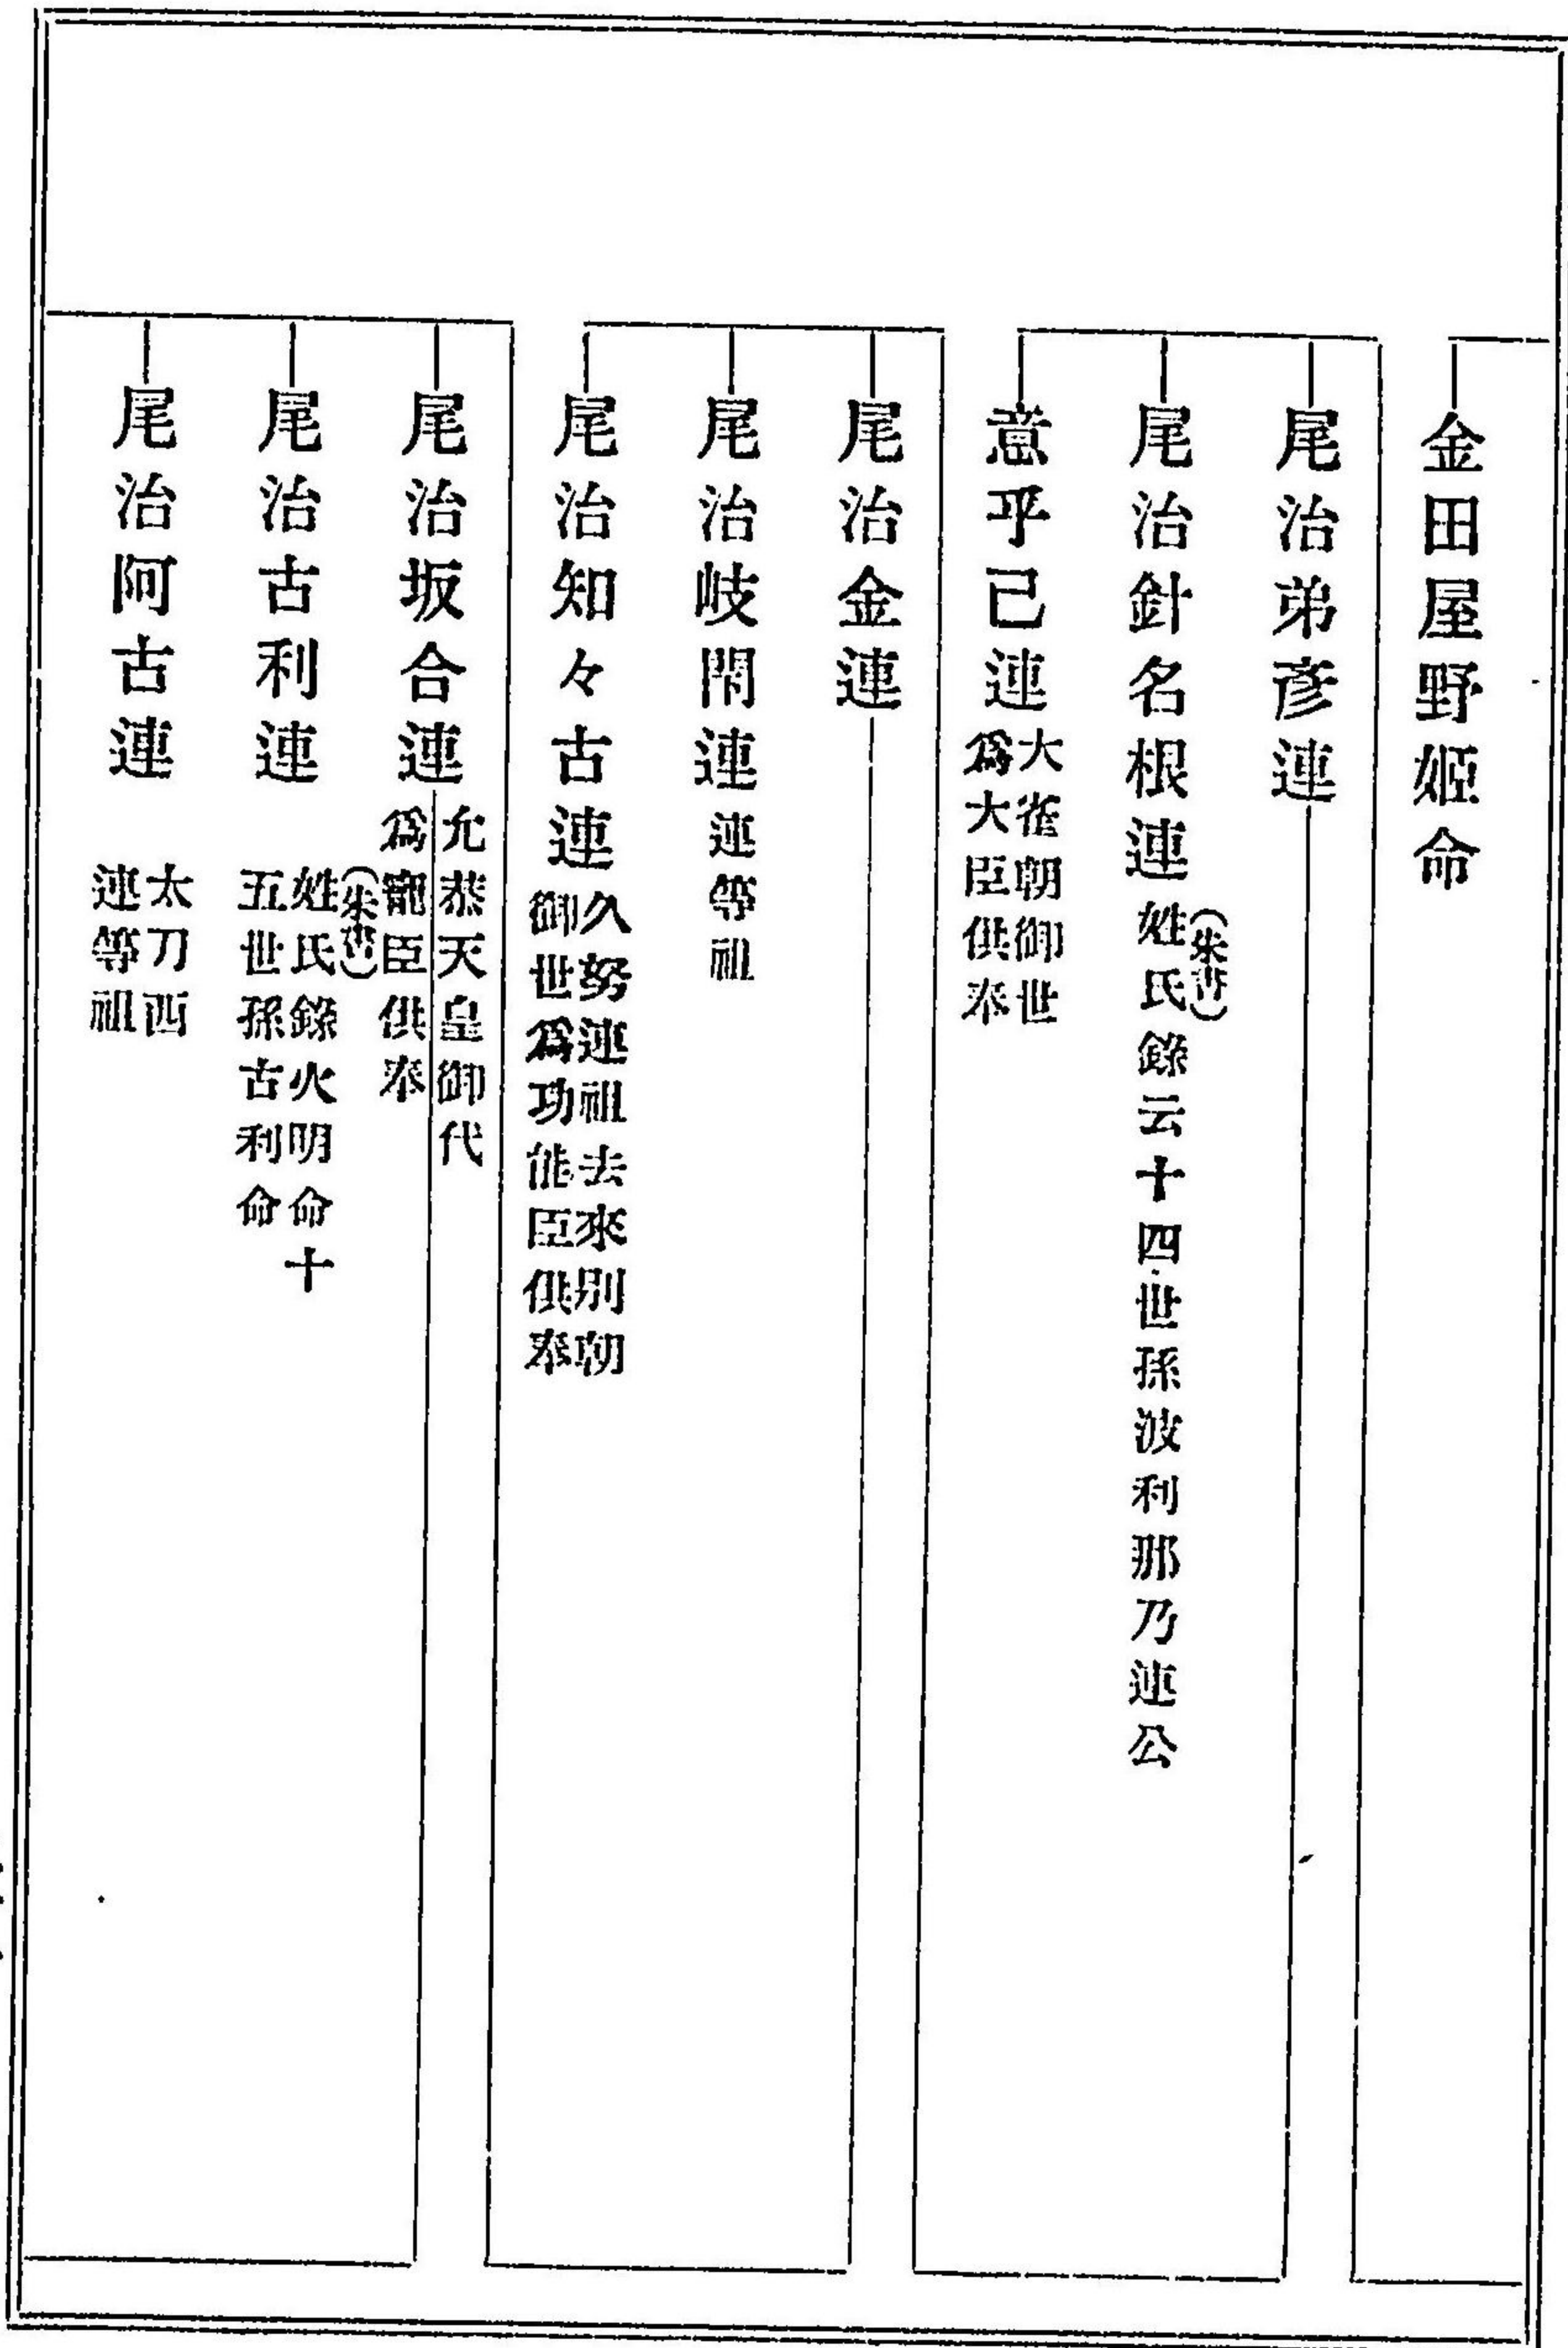 金田屋野姬命
尾治弟彥連
尾治針名根連
(朱書)
姓氏錄云十四世孫波利那乃連公
意乎己連
大雀朝御世
爲大臣供奉
尾治金連
尾治岐閇連
連等祖
尾治知々古連
久努連祖去來別朝
御世爲功能臣供奉
尾治坂合連
允恭天皇御代
爲寵臣供奉
尾治古利連
(朱書)
姓氏錄火明命十
五世孫古利命
尾治阿古連
太刀西
連等祖